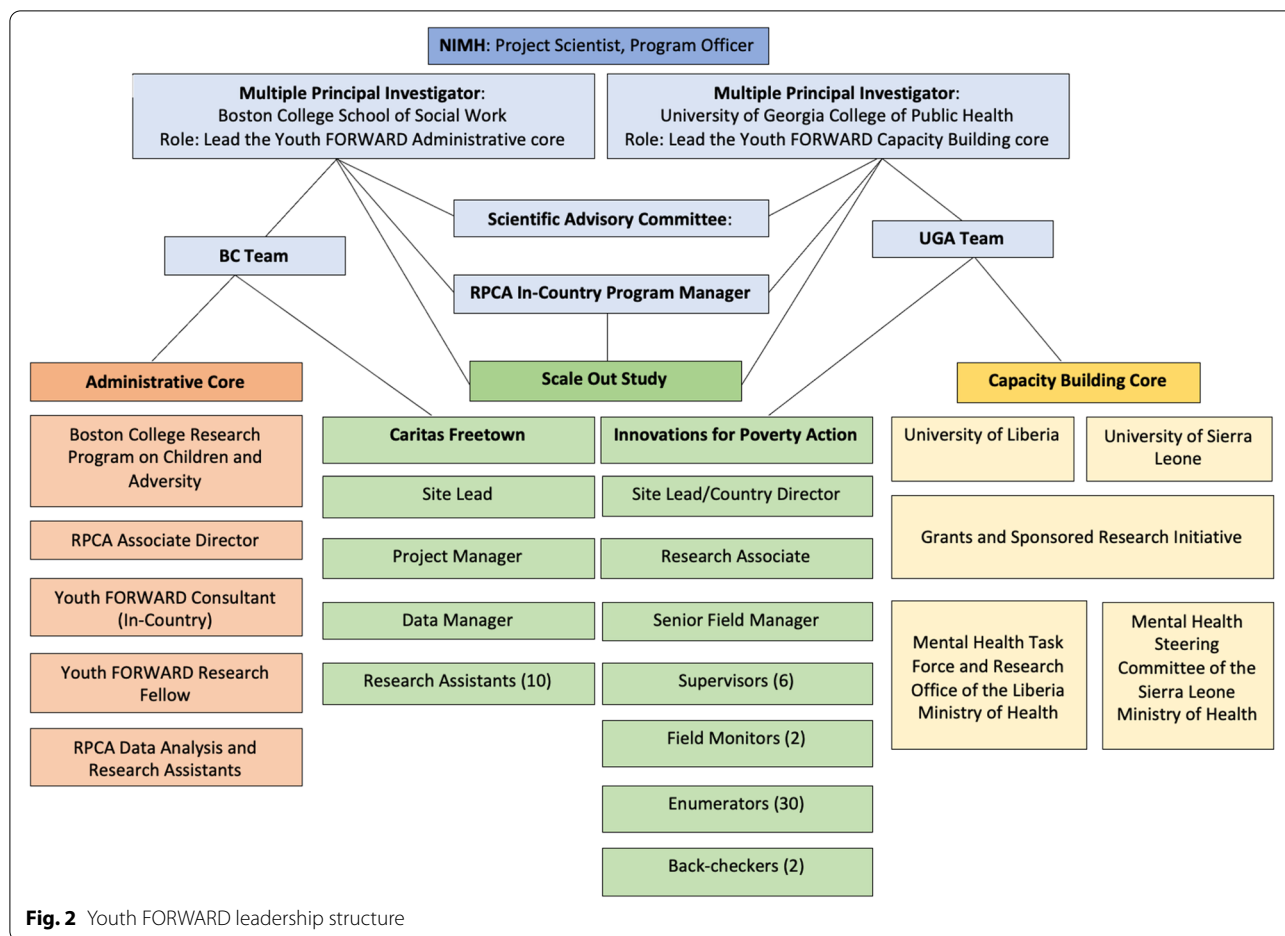 NIMH: Project Scientist, Program Officer
Multiple Principal Investigator:
Boston College School of Social Work
Role: Lead the Youth FORWARD Administrative core
Multiple Principal Investigator:
University of Georgia College of Public Health
Role: Lead the Youth FORWARD Capacity Building core
Scientific Advisory Committee:
BC Team
UGA Team
RPCA In-Country Program Manager
Administrative Core
Scale Out Study
Capacity Building Core
Boston College Research
Program on Children and
Adversity
RPCA Associate Director
Youth FORWARD Consultant
(In-Country)
Youth FORWARD Research
Fellow
RPCA Data Analysis and
Research Assistants
Caritas Freetown
Site Lead
Project Manager
Data Manager
Research Assistants (10)
Innovations for Poverty Action
Site Lead/Country Director
Research Associate
Senior Field Manager
Supervisors (6)
Field Monitors (2)
Enumerators (30)
Back-checkers (2)
University of Liberia
University of Sierra
Leone
Grants and Sponsored Research Initiative
Mental Health Task
Force and Research
Office of the Liberia
Ministry of Health
Mental Health
Steering
Committee of the
Sierra Leone
Ministry of Health
Fig. 2 Youth FORWARD leadership structure